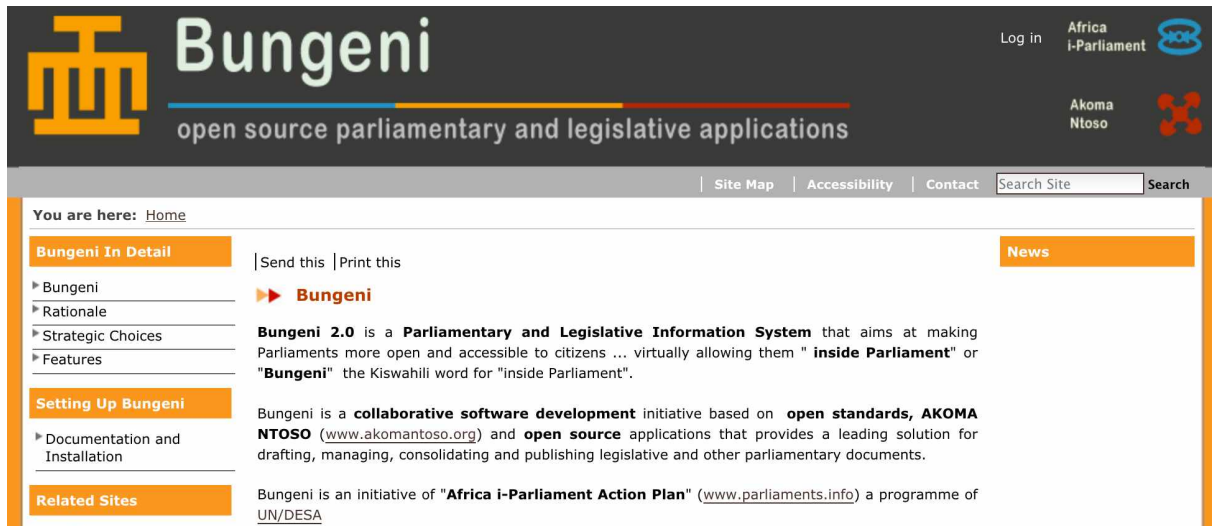 Bungeni
open source parliamentary and legislative applications
Log in
Africa
i-Parliament
Akoma
Ntoso
Site Map | Accessibility | Contact Search Site Search
You are here: Home
Bungeni In Detail
Bungeni
Rationale
Strategic Choices
Features
Setting Up Bungeni
Documentation and
Installation
Related Sites
Send this | Print this
Bungeni
Bungeni 2.0 is a Parliamentary and Legislative Information System that aims at making
Parliaments more open and accessible to citizens ... virtually allowing them " inside Parliament" or
"Bungeni" the Kiswahili word for "inside Parliament".
Bungeni is a collaborative software development initiative based on open standards, AKOMA
NTOSO (www.akomantoso.org) and open source applications that provides a leading solution for
drafting, managing, consolidating and publishing legislative and other parliamentary documents.
Bungeni is an initiative of "Africa i-Parliament Action Plan" (www.parliaments.info) a programme of
UN/DESA
News